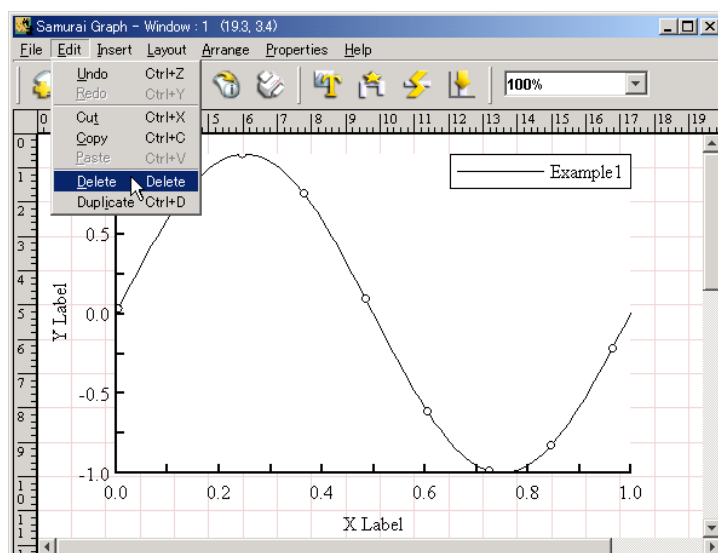 Samurai Graph - Window : 1 (19.3, 3.4)
File Edit Insert Layout Arrange Properties Help
100%
Undo Ctrl+Z
Redo Ctrl+Y
Cut Ctrl+X
Copy Ctrl+C
Paste Ctrl+V
Delete Delete
Duplicate Ctrl+D
0 5 6 7 8 9 10 11 12 13 14 15 16 17 19
0
1
2
3
4
5
6
7
8
9
10
11
Example1
0.5
0.0
-0.5
-1.0
Y Label
0.0 0.2 0.4 0.6 0.8 1.0
X Label